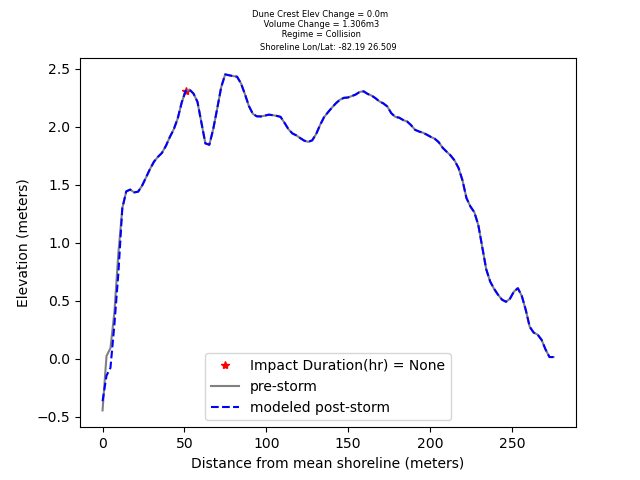 Dune Crest Elev Change = 0.0m
Volume Change = 1.306m3
Regime = Collision
Shoreline Lon/Lat: -82.19 26.509
2.5
2.0
1.5
1.0
0.5
0.0
−0.5
Elevation (meters)
Impact Duration(hr) = None
pre-storm
modeled post-storm
0 50 100 150 200 250
Distance from mean shoreline (meters)